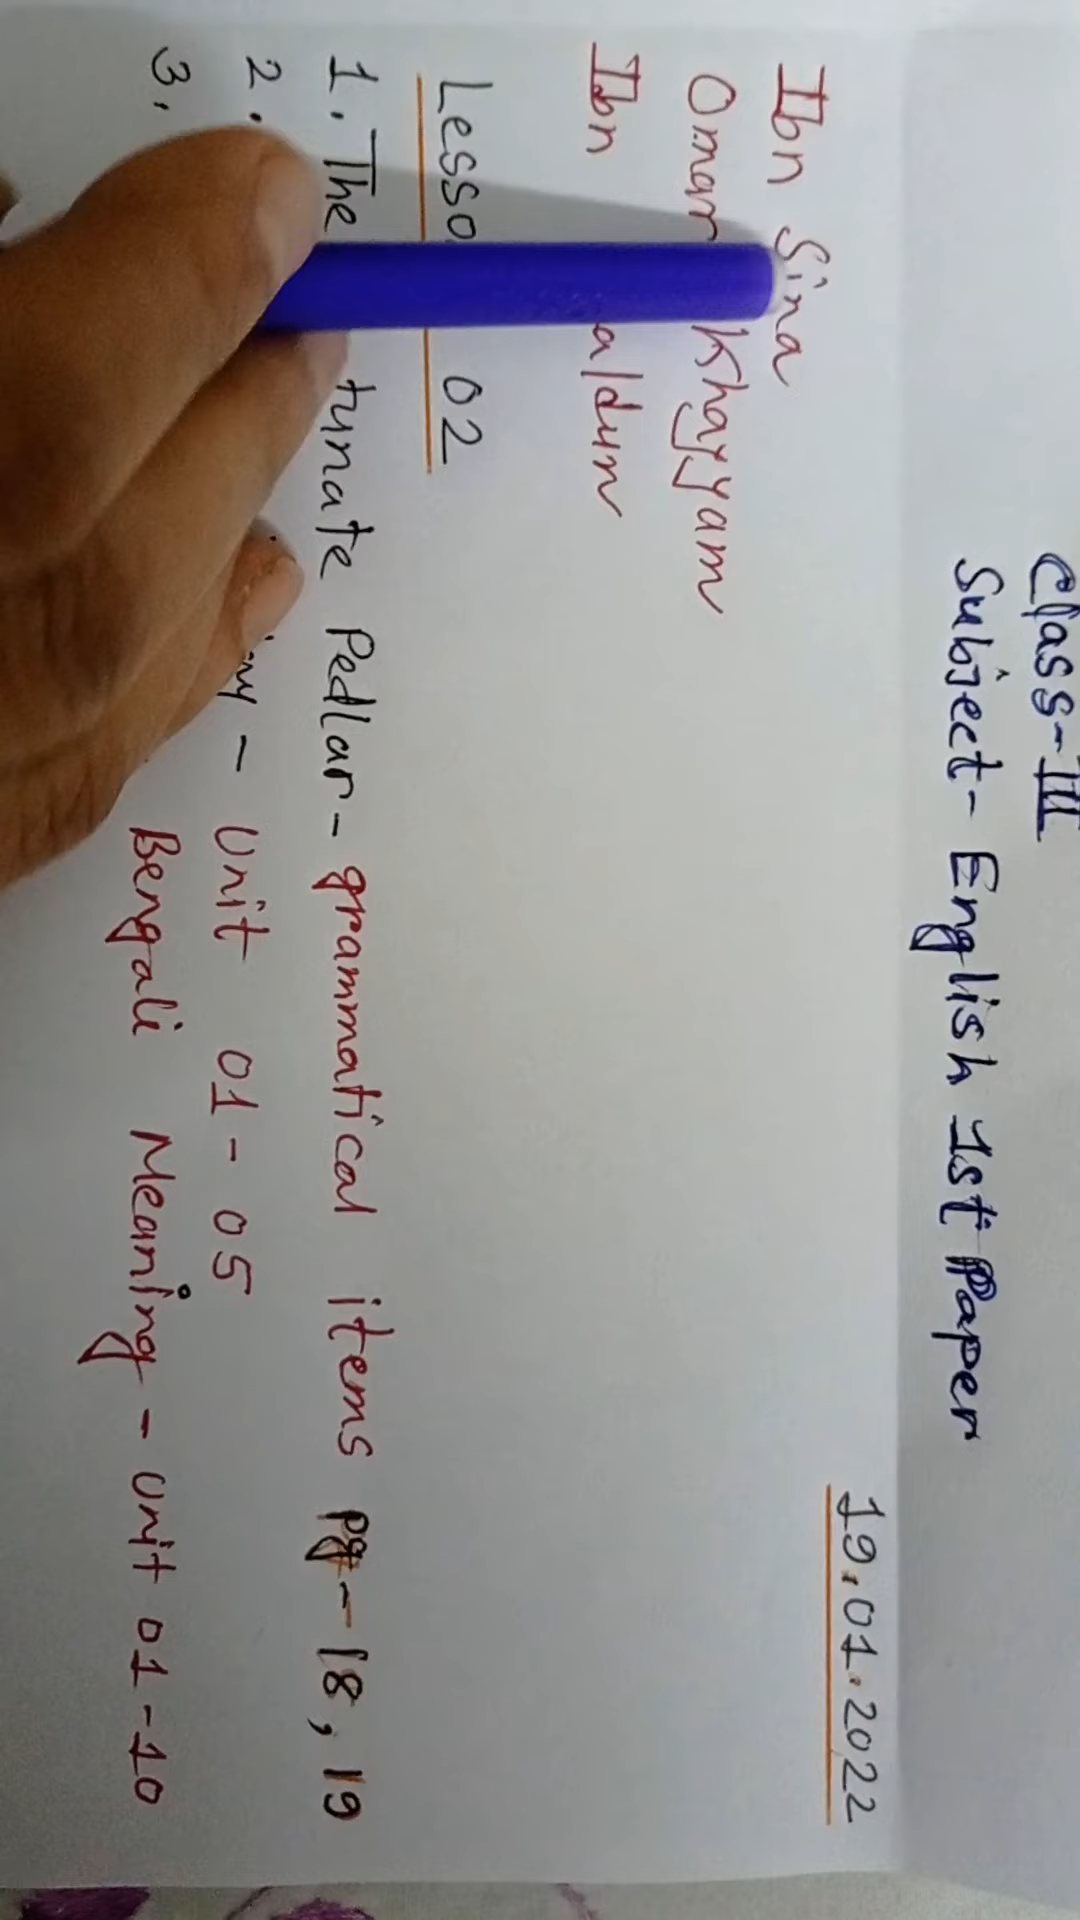 Class-III
Subject- English 1st Paper
19.01.2022
Ibn Sina
Omar Khayyam
Ibn aldun
Lesso 02
1. The tunate Pedlar- grammatical items pg-18, 19
2. - Unit 01-05
3. Bengali Meaning - Unit 01-10